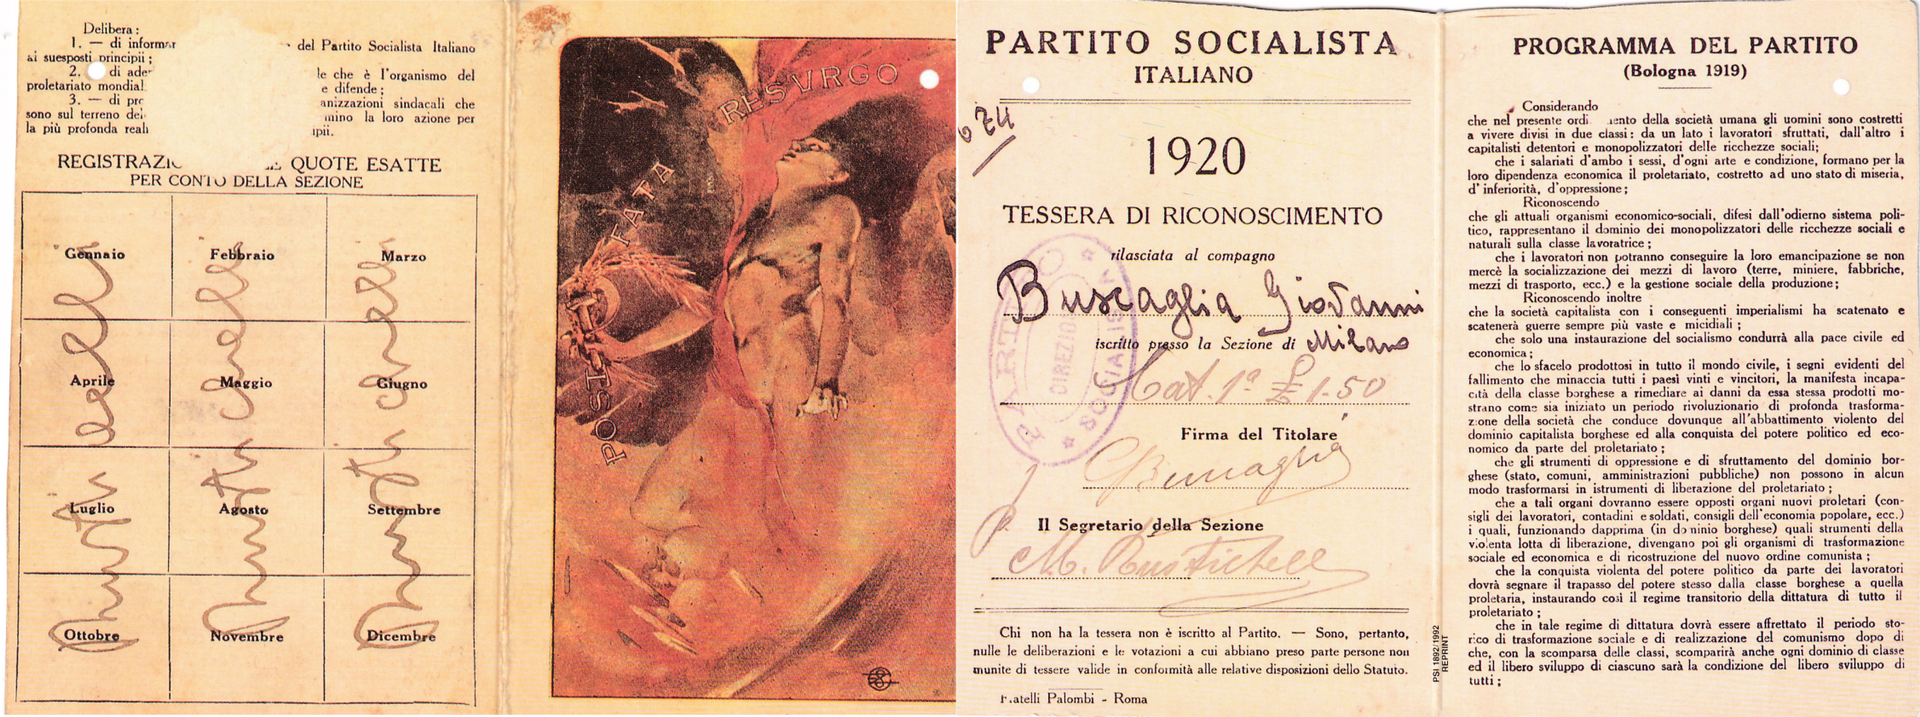 Delibera :
1. — di informar del Partito Socialista Italiano
ai suesposti principii ;
2. di ade le che è l'organismo del
proletariato mondial e difende ;
3. — di pro anizzazioni sindacali che
sono sul terreno del mino la loro azione per
la più profonda reali ipii.
REGISTRAZI LE QUOTE ESATTE
PER CONTO DELLA SEZIONE
Gennaio Febbraio Marzo
Aprile Maggio Giugno
Luglio Agosto Settembre
Ottobre Novembre Dicembre
POST FATA RESVRGO
674
PARTITO SOCIALISTA
ITALIANO
1920
TESSERA DI RICONOSCIMENTO
rilasciata al compagno
Buscaglia Giovanni
iscritto presso la Sezione di Milano
Cat. 1ª £ 1.50
PARTITO SOCIALISTA
DIREZIO
Firma del Titolare
Buscaglia
Il Segretario della Sezione
Chi non ha la tessera non è iscritto al Partito. — Sono, pertanto,
nulle le deliberazioni e le votazioni a cui abbiano preso parte persone non
munite di tessere valide in conformità alle relative disposizioni dello Statuto.
Fratelli Palombi - Roma
PSI 1892/1992
REPRINT
PROGRAMMA DEL PARTITO
(Bologna 1919)
Considerando
che nel presente ordi ento della società umana gli uomini sono costretti
a vivere divisi in due classi : da un lato i lavoratori sfruttati, dall'altro i
capitalisti detentori e monopolizzatori delle ricchezze sociali;
che i salariati d'ambo i sessi, d'ogni arte e condizione, formano per la
loro dipendenza economica il proletariato, costretto ad uno stato di miseria,
d' inferiorità, d'oppressione ;
Riconoscendo
che gli attuali organismi economico-sociali, difesi dall'odierno sistema poli-
tico, rappresentano il dominio dei monopolizzatori delle ricchezze sociali e
naturali sulla classe lavoratrice ;
che i lavoratori non potranno conseguire la loro emancipazione se non
mercè la socializzazione dei mezzi di lavoro (terre, miniere, fabbriche,
mezzi di trasporto, ecc.) e la gestione sociale della produzione;
Riconoscendo inoltre
che la società capitalista con i conseguenti imperialismi ha scatenato e
scatenerà guerre sempre più vaste e micidiali ;
che solo una instaurazione del socialismo condurrà alla pace civile ed
economica ;
che lo sfacelo prodottosi in tutto il mondo civile, i segni evidenti del
fallimento che minaccia tutti i paesi vinti e vincitori, la manifesta incapa-
cità della classe borghese a rimediare ai danni da essa stessa prodotti mo-
strano come sia iniziato un periodo rivoluzionario di profonda trasforma-
zione della società che conduce dovunque all'abbattimento violento del
dominio capitalista borghese ed alla conquista del potere politico ed eco-
nomico da parte del proletariato ;
che gli strumenti di oppressione e di sfruttamento del dominio bor-
ghese (stato, comuni, amministrazioni pubbliche) non possono in alcun
modo trasformarsi in istrumenti di liberazione del proletariato ;
che a tali organi dovranno essere opposti organi nuovi proletari (con-
sigli dei lavoratori, contadini e soldati, consigli dell'economia popolare, ecc.)
i quali, funzionando dapprima (in dominio borghese) quali strumenti della
violenta lotta di liberazione, divengano poi gli organismi di trasformazione
sociale ed economica e di ricostruzione del nuovo ordine comunista ;
che la conquista violenta del potere politico da parte dei lavoratori
dovrà segnare il trapasso del potere stesso dalla classe borghese a quella
proletaria, instaurando così il regime transitorio della dittatura di tutto il
proletariato ;
che in tale regime di dittatura dovrà essere affrettato il periodo sto-
rico di trasformazione sociale e di realizzazione del comunismo dopo di
che, con la scomparsa delle classi, scomparirà anche ogni dominio di classe
ed il libero sviluppo di ciascuno sarà la condizione del libero sviluppo di
tutti ;